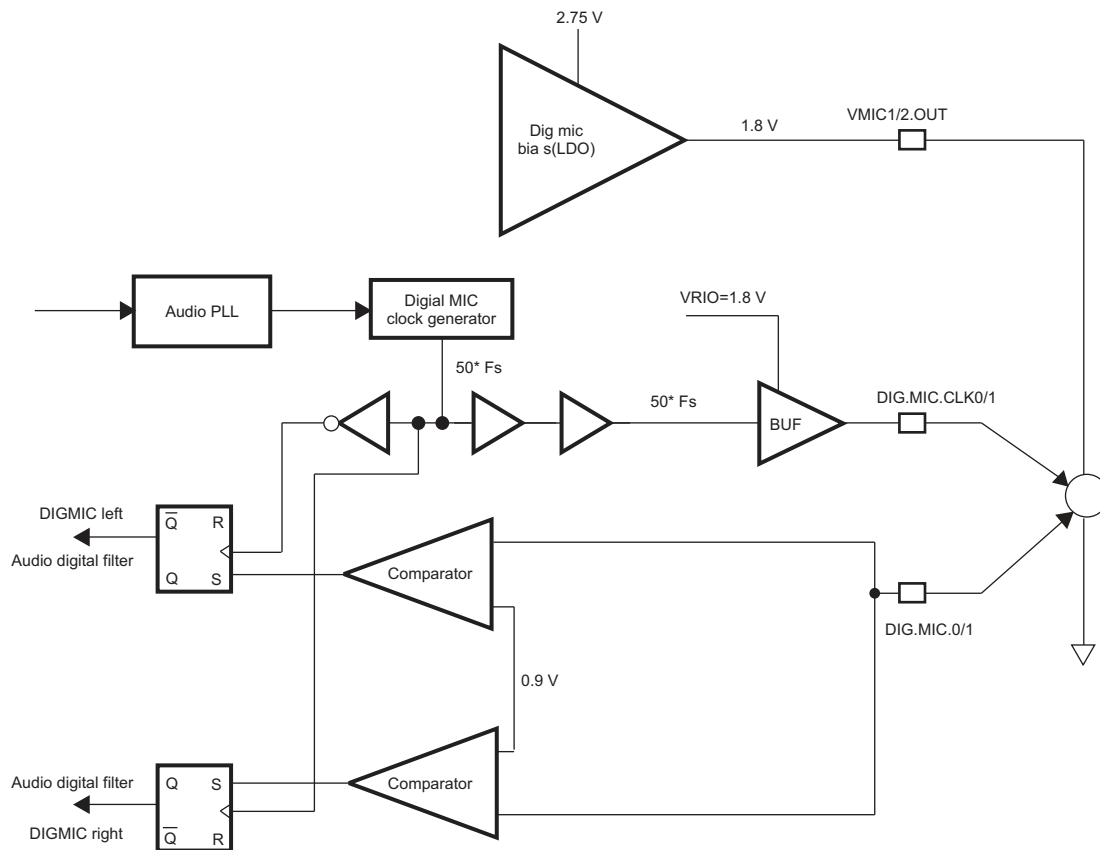 2.75 V
Dig mic
bia s(LDO)
1.8 V
VMIC1/2.OUT
Audio PLL
Digial MIC
clock generator
VRIO=1.8 V
50* Fs
50* Fs
BUF
DIG.MIC.CLK0/1
DIGMIC left
Audio digital filter
Q̅ R
Q S
Comparator
DIG.MIC.0/1
0.9 V
Comparator
Audio digital filter
DIGMIC right
Q S
Q̅ R